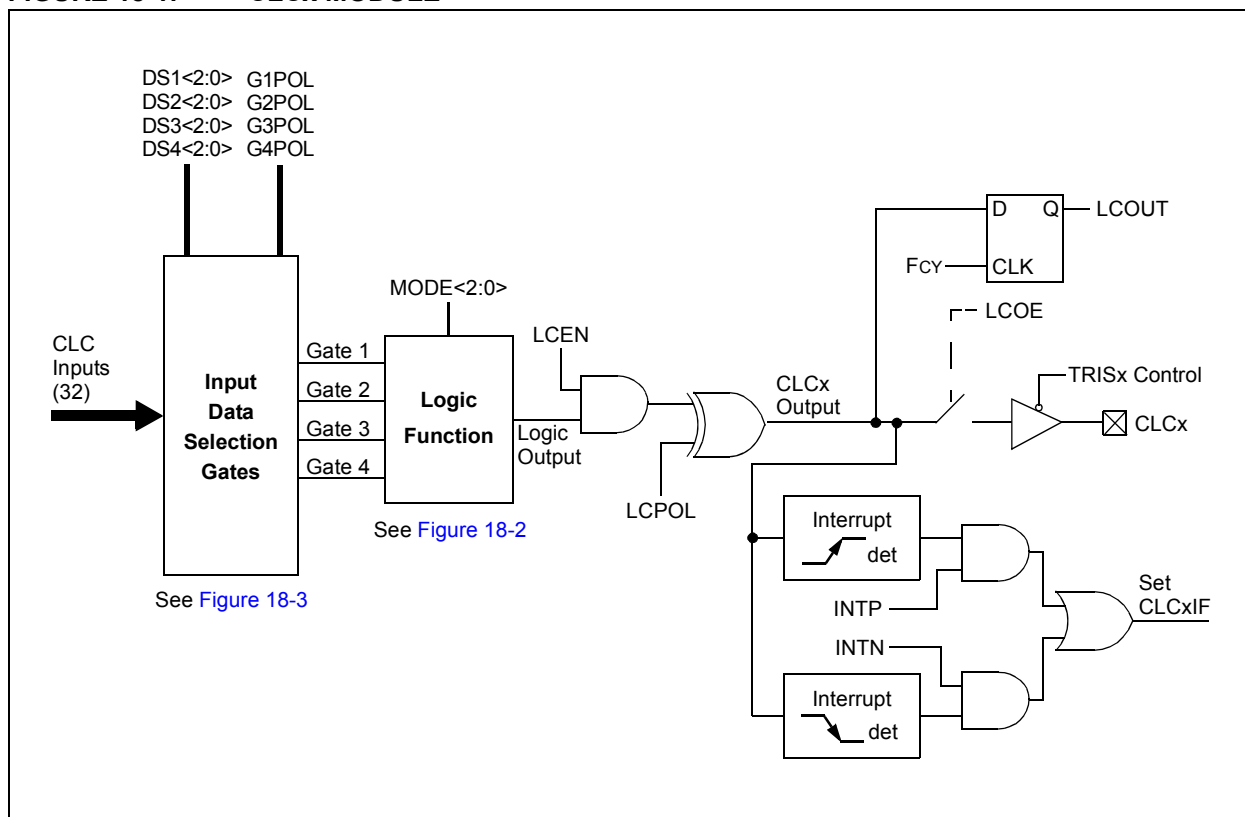 DS1<2:0> G1POL
DS2<2:0> G2POL
DS3<2:0> G3POL
DS4<2:0> G4POL
D Q LCOUT
FCY CLK
MODE<2:0>
LCOE
LCEN
CLC
Inputs
(32)
Input
Data
Selection
Gates
Gate 1
Gate 2
Gate 3
Gate 4
Logic
Function
Logic
Output
CLCx
Output
TRISx Control
CLCx
LCPOL
See Figure 18-2
See Figure 18-3
Interrupt
det
INTP
INTN
Set
CLCxIF
Interrupt
det